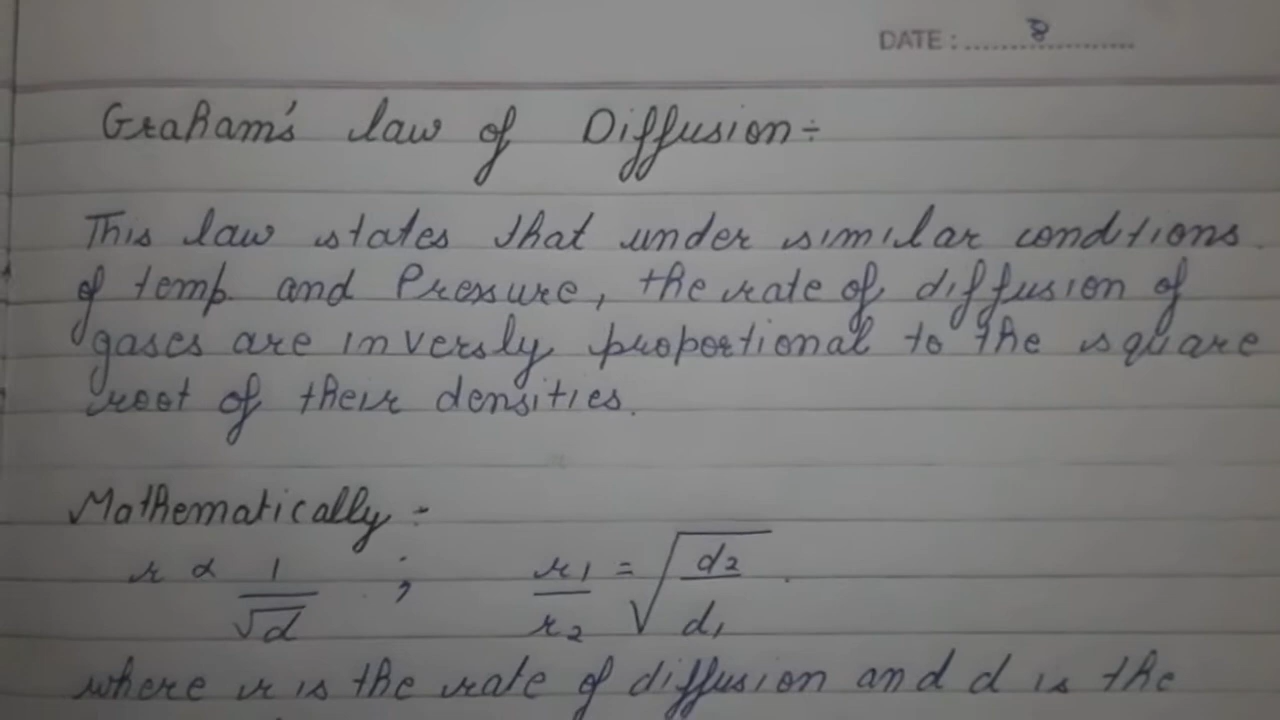 DATE : 8
Graham's law of Diffusion ÷
This law states that under similar conditions
of temp. and Pressure, the rate of diffusion of
gases are inversly proportional to the square
root of their densities.
Mathematically :-
r ∝ 1/√d ; r1/r2 = √(d2/d1) .
where r is the rate of diffusion and d is the